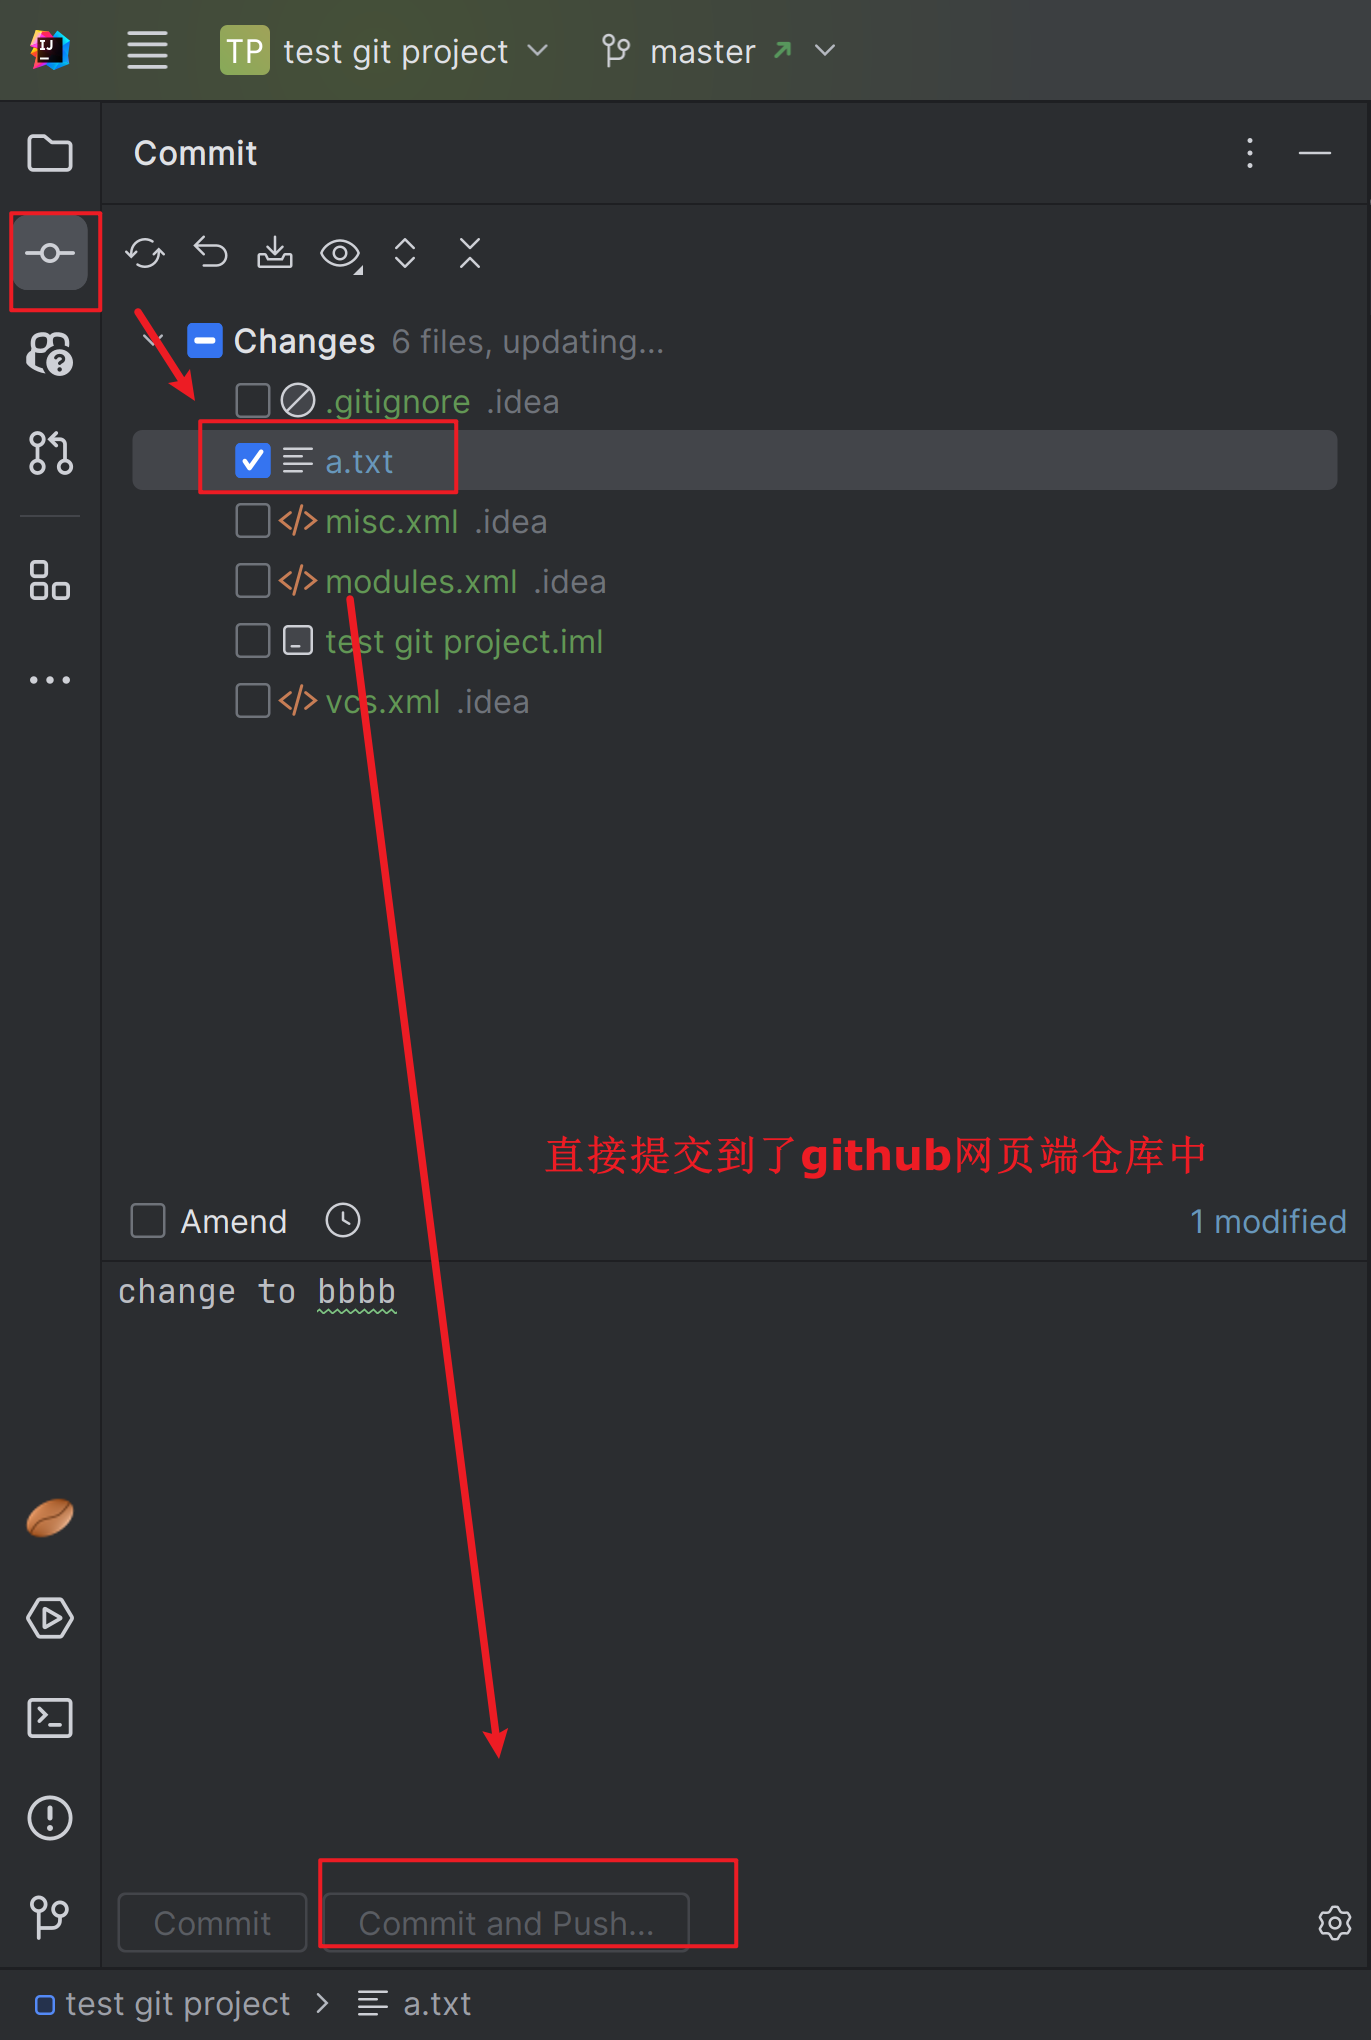 IJ
TP test git project master
Commit
Changes 6 files, updating...
.gitignore .idea
a.txt
misc.xml .idea
modules.xml .idea
test git project.iml
vcs.xml .idea
直接提交到了github网页端仓库中
Amend 1 modified
change to bbbb
Commit Commit and Push...
test git project > a.txt